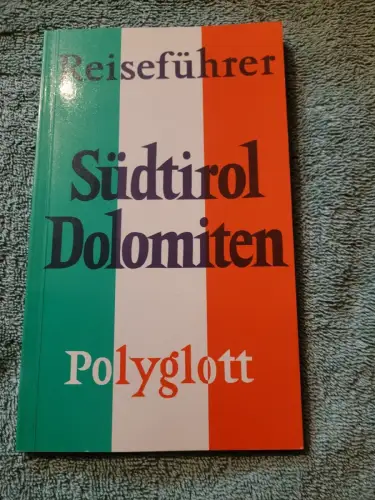 Reiseführer
Südtirol
Dolomiten
Polyglott